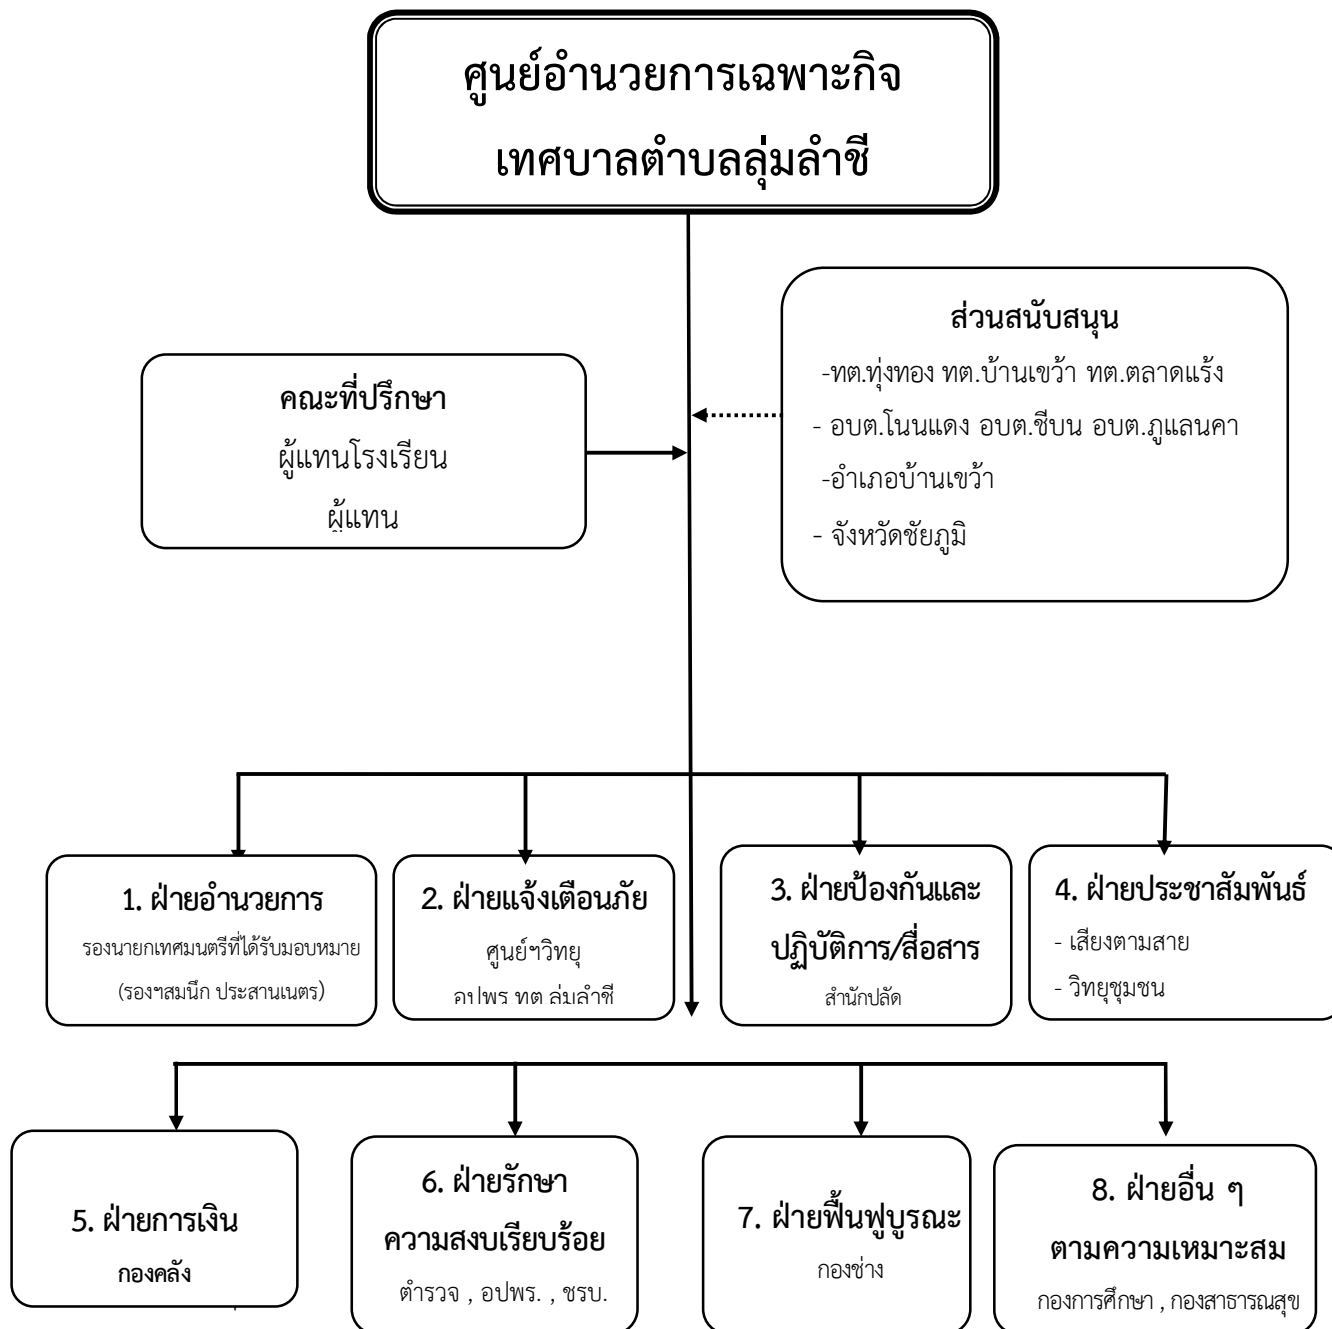 ศูนย์อำนวยการเฉพาะกิจ
เทศบาลตำบลลุ่มลำชี
ส่วนสนับสนุน
-ทต.ทุ่งทอง ทต.บ้านเขว้า ทต.ตลาดแร้ง
- อบต.โนนแดง อบต.ชีบน อบต.ภูแลนคา
-อำเภอบ้านเขว้า
- จังหวัดชัยภูมิ
คณะที่ปรึกษา
ผู้แทนโรงเรียน
ผู้แทน
1. ฝ่ายอำนวยการ
รองนายกเทศมนตรีที่ได้รับมอบหมาย
(รองฯสมนึก ประสานเนตร)
2. ฝ่ายแจ้งเตือนภัย
ศูนย์ฯวิทยุ
อปพร.ทต.ลุ่มลำชี
3. ฝ่ายป้องกันและ
ปฏิบัติการ/สื่อสาร
สำนักปลัด
4. ฝ่ายประชาสัมพันธ์
- เสียงตามสาย
- วิทยุชุมชน
5. ฝ่ายการเงิน
กองคลัง
6. ฝ่ายรักษา
ความสงบเรียบร้อย
ตำรวจ , อปพร. , ชรบ.
7. ฝ่ายฟื้นฟูบูรณะ
กองช่าง
8. ฝ่ายอื่น ๆ
ตามความเหมาะสม
กองการศึกษา , กองสาธารณสุข